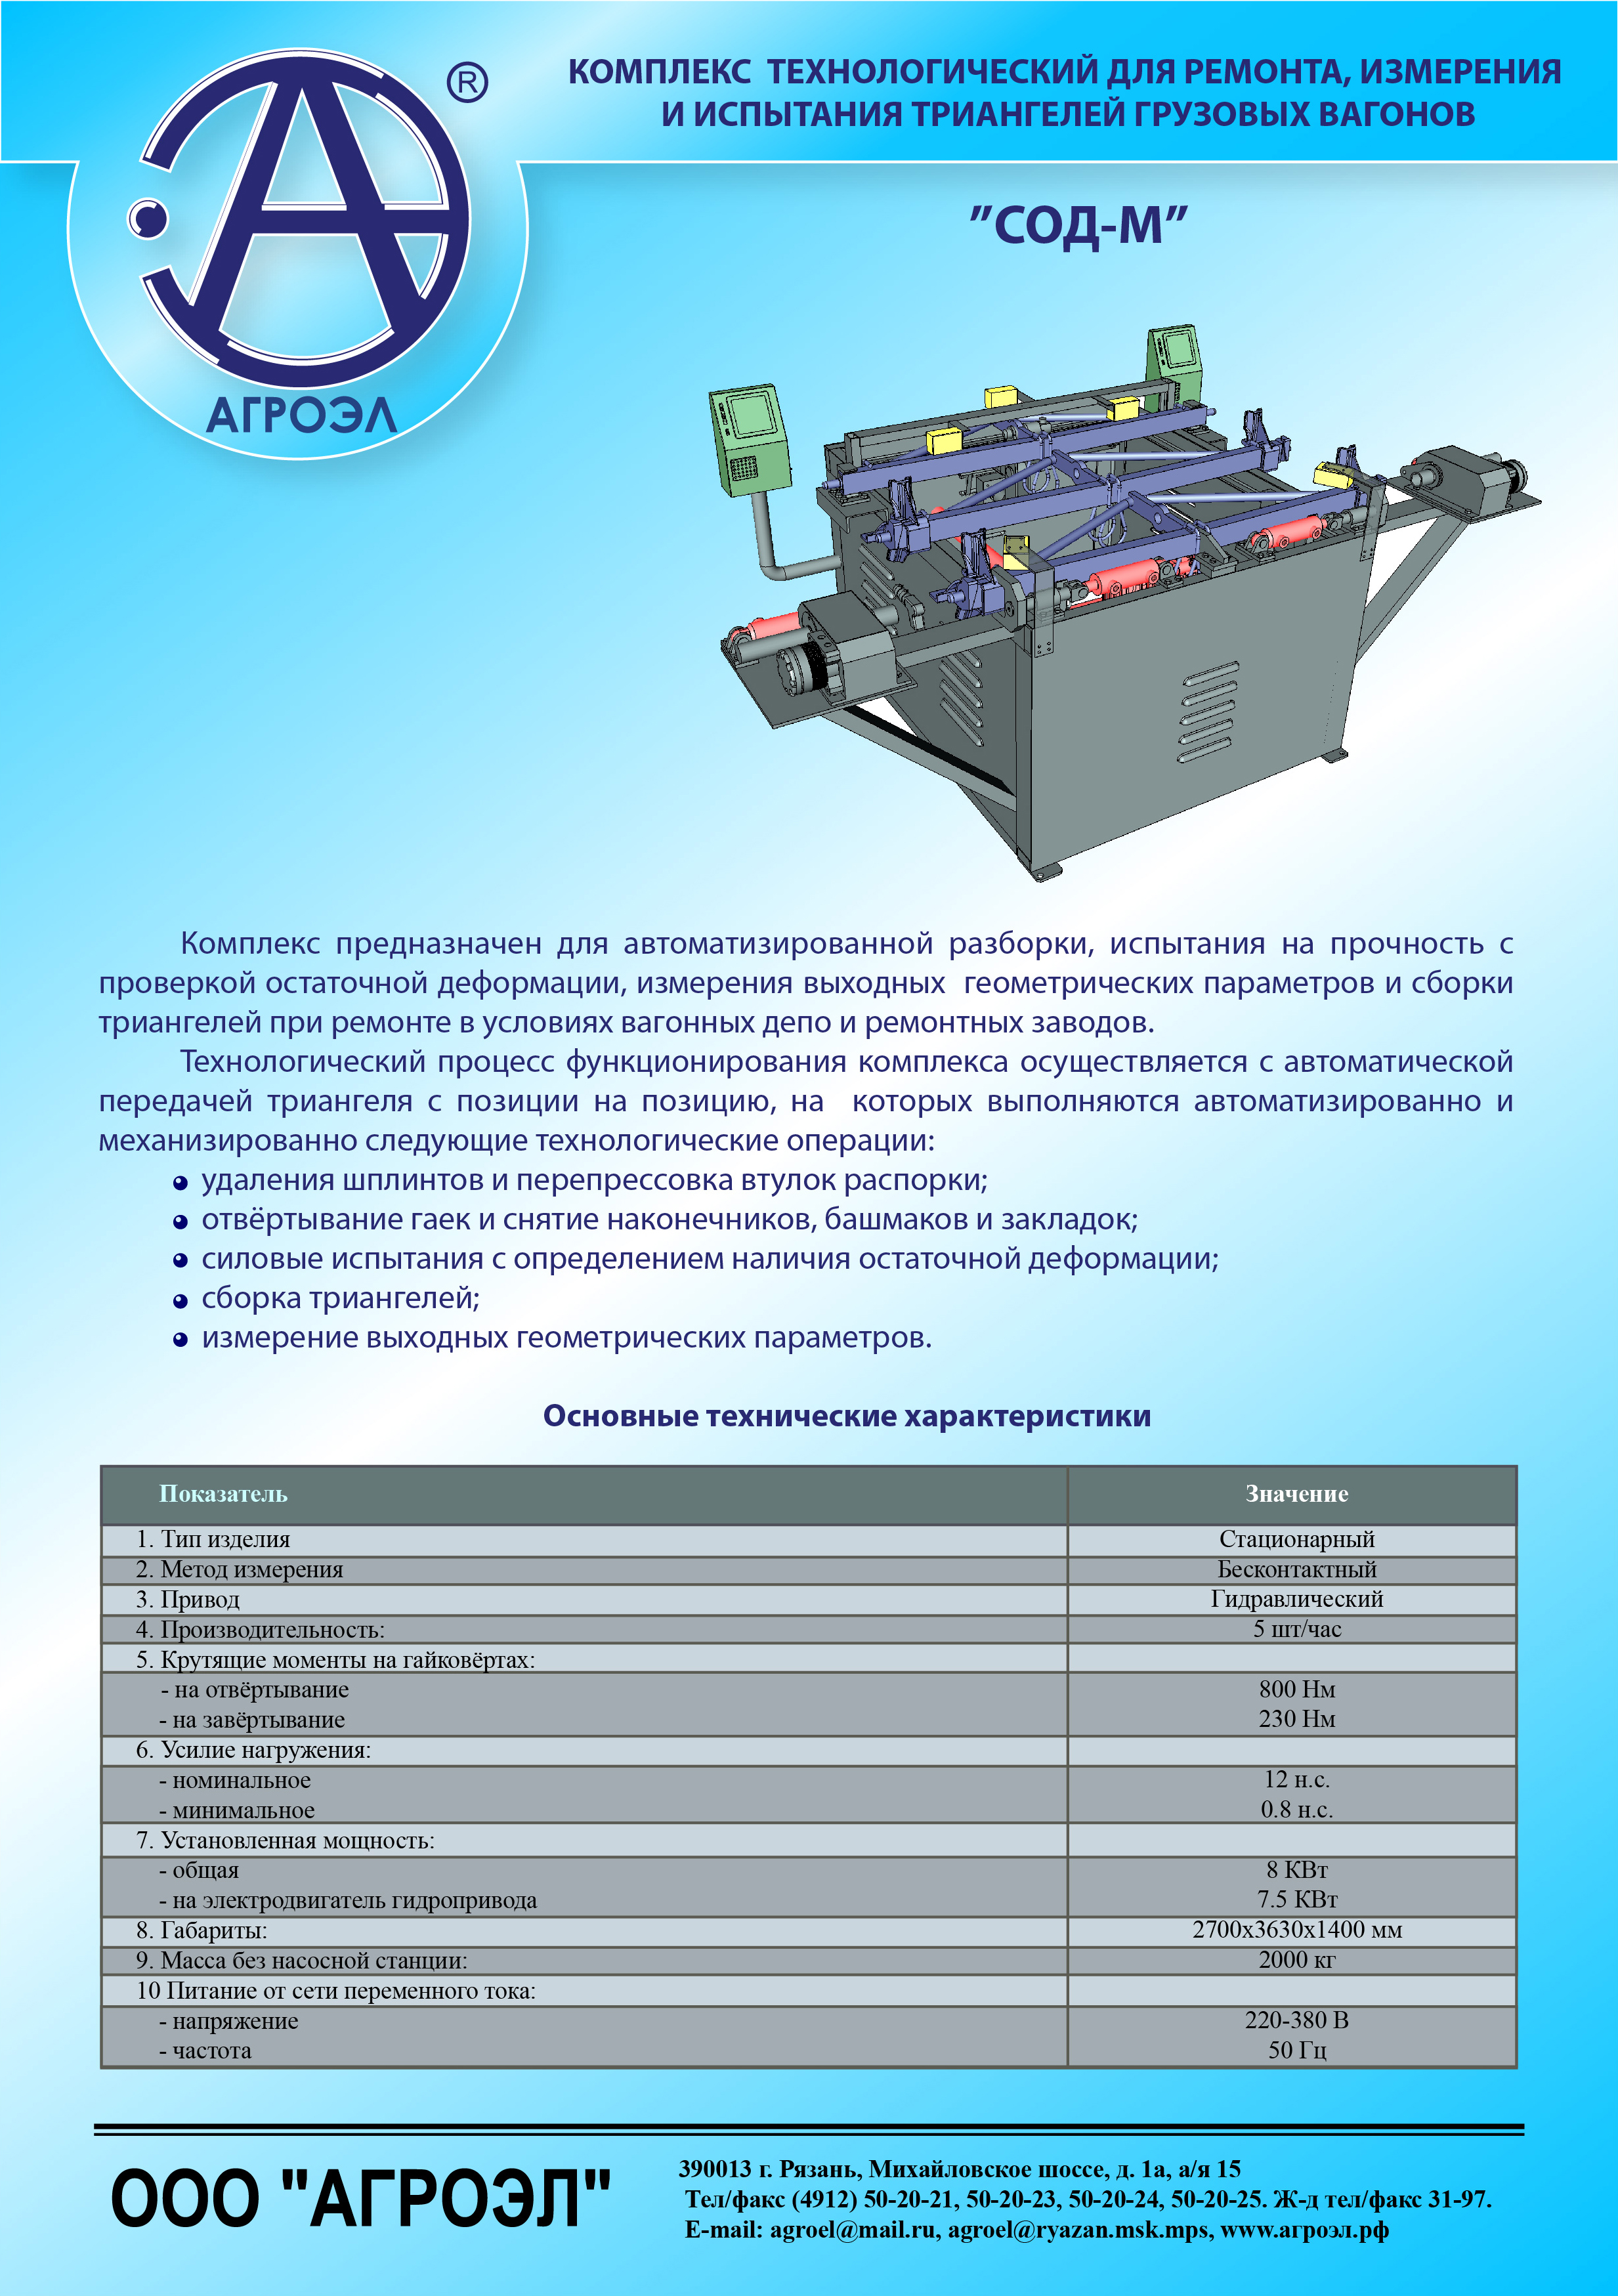 ®
КОМПЛЕКС ТЕХНОЛОГИЧЕСКИЙ ДЛЯ РЕМОНТА, ИЗМЕРЕНИЯ
И ИСПЫТАНИЯ ТРИАНГЕЛЕЙ ГРУЗОВЫХ ВАГОНОВ
АГРОЭЛ
"СОД-М"
Комплекс предназначен для автоматизированной разборки, испытания на прочность с
проверкой остаточной деформации, измерения выходных геометрических параметров и сборки
триангелей при ремонте в условиях вагонных депо и ремонтных заводов.
Технологический процесс функционирования комплекса осуществляется с автоматической
передачей триангеля с позиции на позицию, на которых выполняются автоматизированно и
механизированно следующие технологические операции:
удаления шплинтов и перепрессовка втулок распорки;
отвёртывание гаек и снятие наконечников, башмаков и закладок;
силовые испытания с определением наличия остаточной деформации;
сборка триангелей;
измерение выходных геометрических параметров.
Основные технические характеристики
Показатель Значение
1. Тип изделия Стационарный
2. Метод измерения Бесконтактный
3. Привод Гидравлический
4. Производительность: 5 шт/час
5. Крутящие моменты на гайковёртах:
- на отвёртывание 800 Нм
- на завёртывание 230 Нм
6. Усилие нагружения:
- номинальное 12 н.с.
- минимальное 0.8 н.с.
7. Установленная мощность:
- общая 8 КВт
- на электродвигатель гидропривода 7.5 КВт
8. Габариты: 2700х3630х1400 мм
9. Масса без насосной станции: 2000 кг
10 Питание от сети переменного тока:
- напряжение 220-380 В
- частота 50 Гц
ООО "АГРОЭЛ"
390013 г. Рязань, Михайловское шоссе, д. 1а, а/я 15
Тел/факс (4912) 50-20-21, 50-20-23, 50-20-24, 50-20-25. Ж-д тел/факс 31-97.
E-mail: agroel@mail.ru, agroel@ryazan.msk.mps, www.агроэл.рф